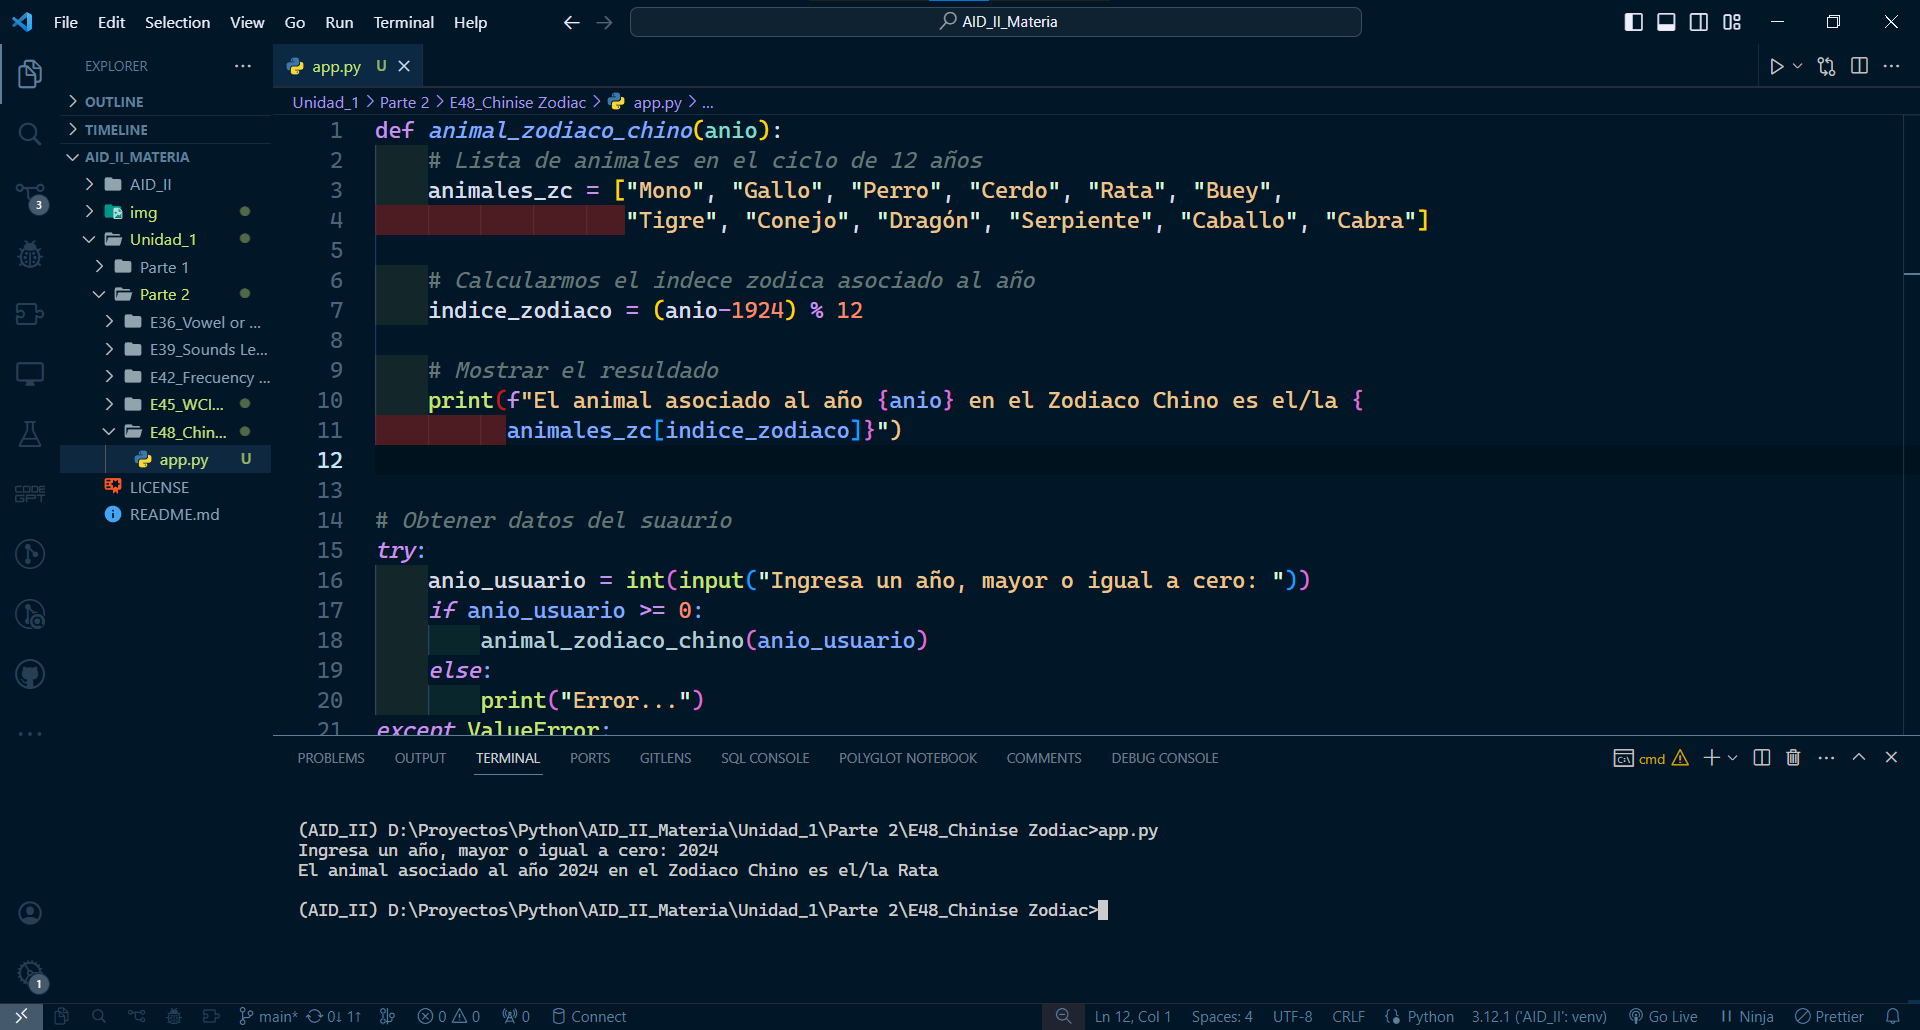 File Edit Selection View Go Run Terminal Help
AID_II_Materia
EXPLORER
OUTLINE
TIMELINE
AID_II_MATERIA
AID_II
img
Unidad_1
Parte 1
Parte 2
E36_Vowel or ...
E39_Sounds Le...
E42_Frecuency ...
E45_WCI...
E48_Chin...
app.py U
LICENSE
README.md
3
CODE GPT
1
app.py U
Unidad_1 > Parte 2 > E48_Chinise Zodiac > app.py > ...
1 def animal_zodiaco_chino(anio):
2 # Lista de animales en el ciclo de 12 años
3 animales_zc = ["Mono", "Gallo", "Perro", "Cerdo", "Rata", "Buey",
4 "Tigre", "Conejo", "Dragón", "Serpiente", "Caballo", "Cabra"]
5
6 # Calcularmos el indece zodica asociado al año
7 indice_zodiaco = (anio-1924) % 12
8
9 # Mostrar el resuldado
10 print(f"El animal asociado al año {anio} en el Zodiaco Chino es el/la {
11 animales_zc[indice_zodiaco]}")
12
13
14 # Obtener datos del suaurio
15 try:
16 anio_usuario = int(input("Ingresa un año, mayor o igual a cero: "))
17 if anio_usuario >= 0:
18 animal_zodiaco_chino(anio_usuario)
19 else:
20 print("Error...")
21 except ValueError:
PROBLEMS OUTPUT TERMINAL PORTS GITLENS SQL CONSOLE POLYGLOT NOTEBOOK COMMENTS DEBUG CONSOLE
cmd
(AID_II) D:\Proyectos\Python\AID_II_Materia\Unidad_1\Parte 2\E48_Chinise Zodiac>app.py
Ingresa un año, mayor o igual a cero: 2024
El animal asociado al año 2024 en el Zodiaco Chino es el/la Rata
(AID_II) D:\Proyectos\Python\AID_II_Materia\Unidad_1\Parte 2\E48_Chinise Zodiac>
main* 0↓ 1↑ 0 0 0 Connect Ln 12, Col 1 Spaces: 4 UTF-8 CRLF Python 3.12.1 ('AID_II': venv) Go Live Ninja Prettier